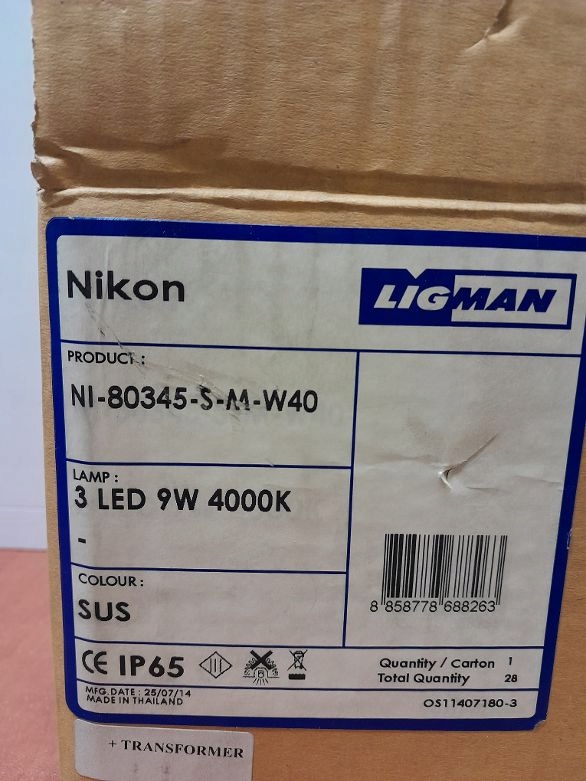 Nikon
LIGMAN
PRODUCT :
NI-80345-S-M-W40
LAMP :
3 LED 9W 4000K
-
COLOUR :
SUS
8 858778 688263
CE IP65
Quantity / Carton 1
Total Quantity 28
MFG.DATE : 25/07/14
MADE IN THAILAND
OS11407180-3
+ TRANSFORMER